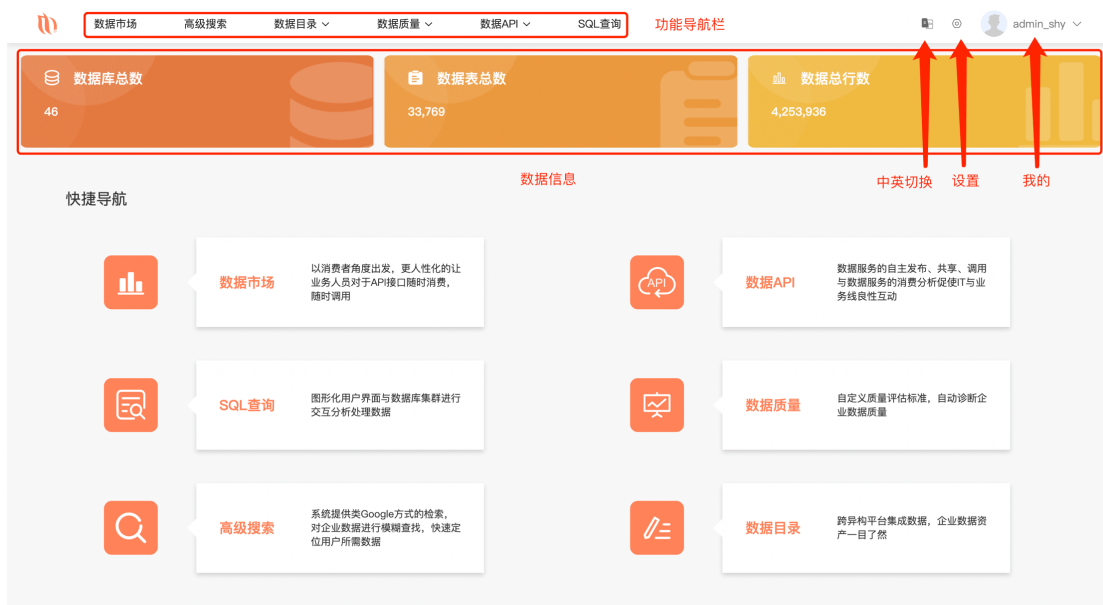 数据市场 高级搜索 数据目录 数据质量 数据API SQL查询 功能导航栏 admin_shy
数据库总数 数据表总数 数据总行数
46 33,769 4,253,936
数据信息 中英切换 设置 我的
快捷导航
数据市场
以消费者角度出发，更人性化的让
业务人员对于API接口随时消费，
随时调用
数据API
数据服务的自主发布、共享、调用
与数据服务的消费分析促使IT与业
务线良性互动
SQL查询
图形化用户界面与数据库集群进行
交互分析处理数据
数据质量
自定义质量评估标准，自动诊断企
业数据质量
高级搜索
系统提供类Google方式的检索，
对企业数据进行模糊查找，快速定
位用户所需数据
数据目录
跨异构平台集成数据，企业数据资
产一目了然
API